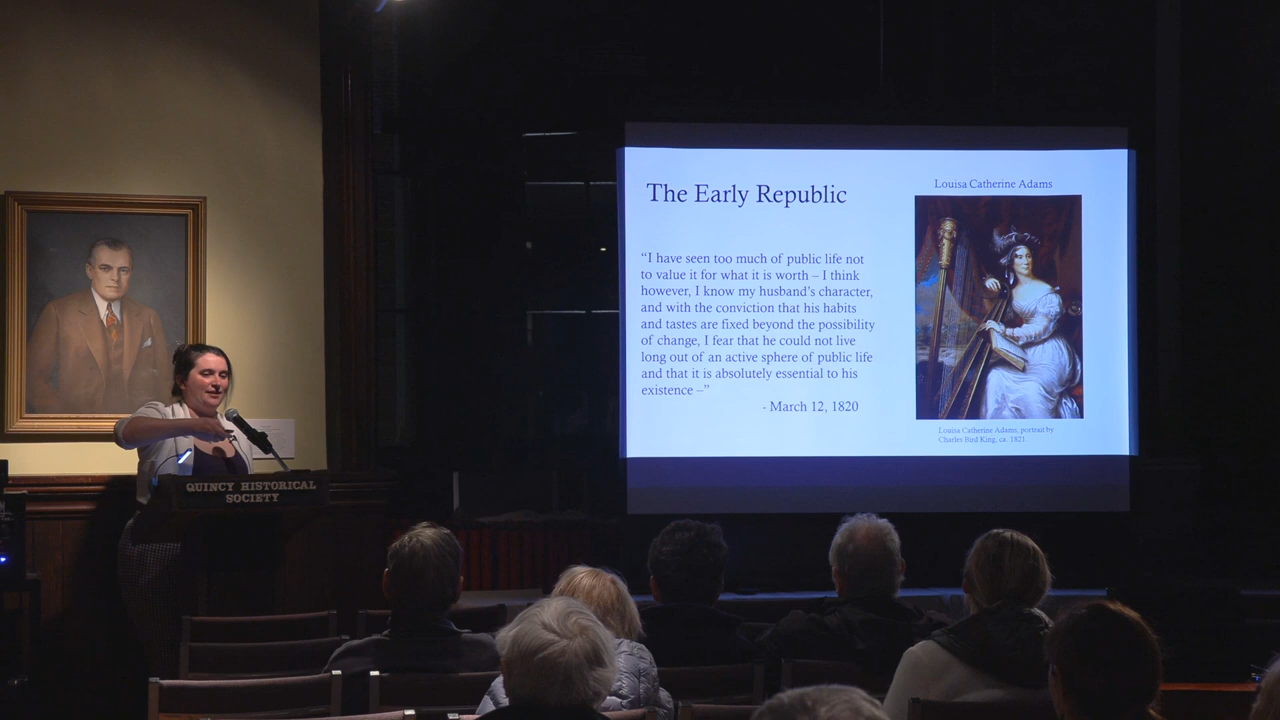 The Early Republic
Louisa Catherine Adams
“I have seen too much of public life not
to value it for what it is worth – I think
however, I know my husband’s character,
and with the conviction that his habits
and tastes are fixed beyond the possibility
of change, I fear that he could not live
long out of an active sphere of public life
and that it is absolutely essential to his
existence –”
- March 12, 1820
Louisa Catherine Adams, portrait by
Charles Bird King, ca. 1821.
QUINCY HISTORICAL
SOCIETY